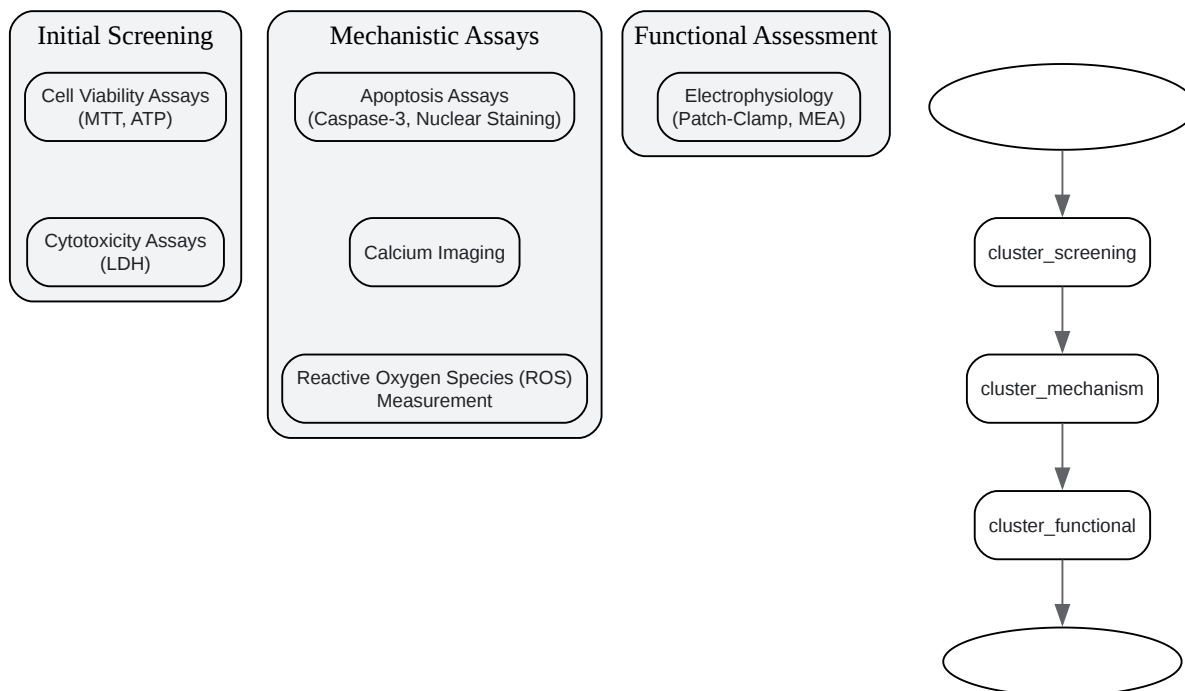 Initial Screening
Cell Viability Assays
(MTT, ATP)
Cytotoxicity Assays
(LDH)
Mechanistic Assays
Apoptosis Assays
(Caspase-3, Nuclear Staining)
Calcium Imaging
Reactive Oxygen Species (ROS)
Measurement
Functional Assessment
Electrophysiology
(Patch-Clamp, MEA)
cluster_screening
cluster_mechanism
cluster_functional